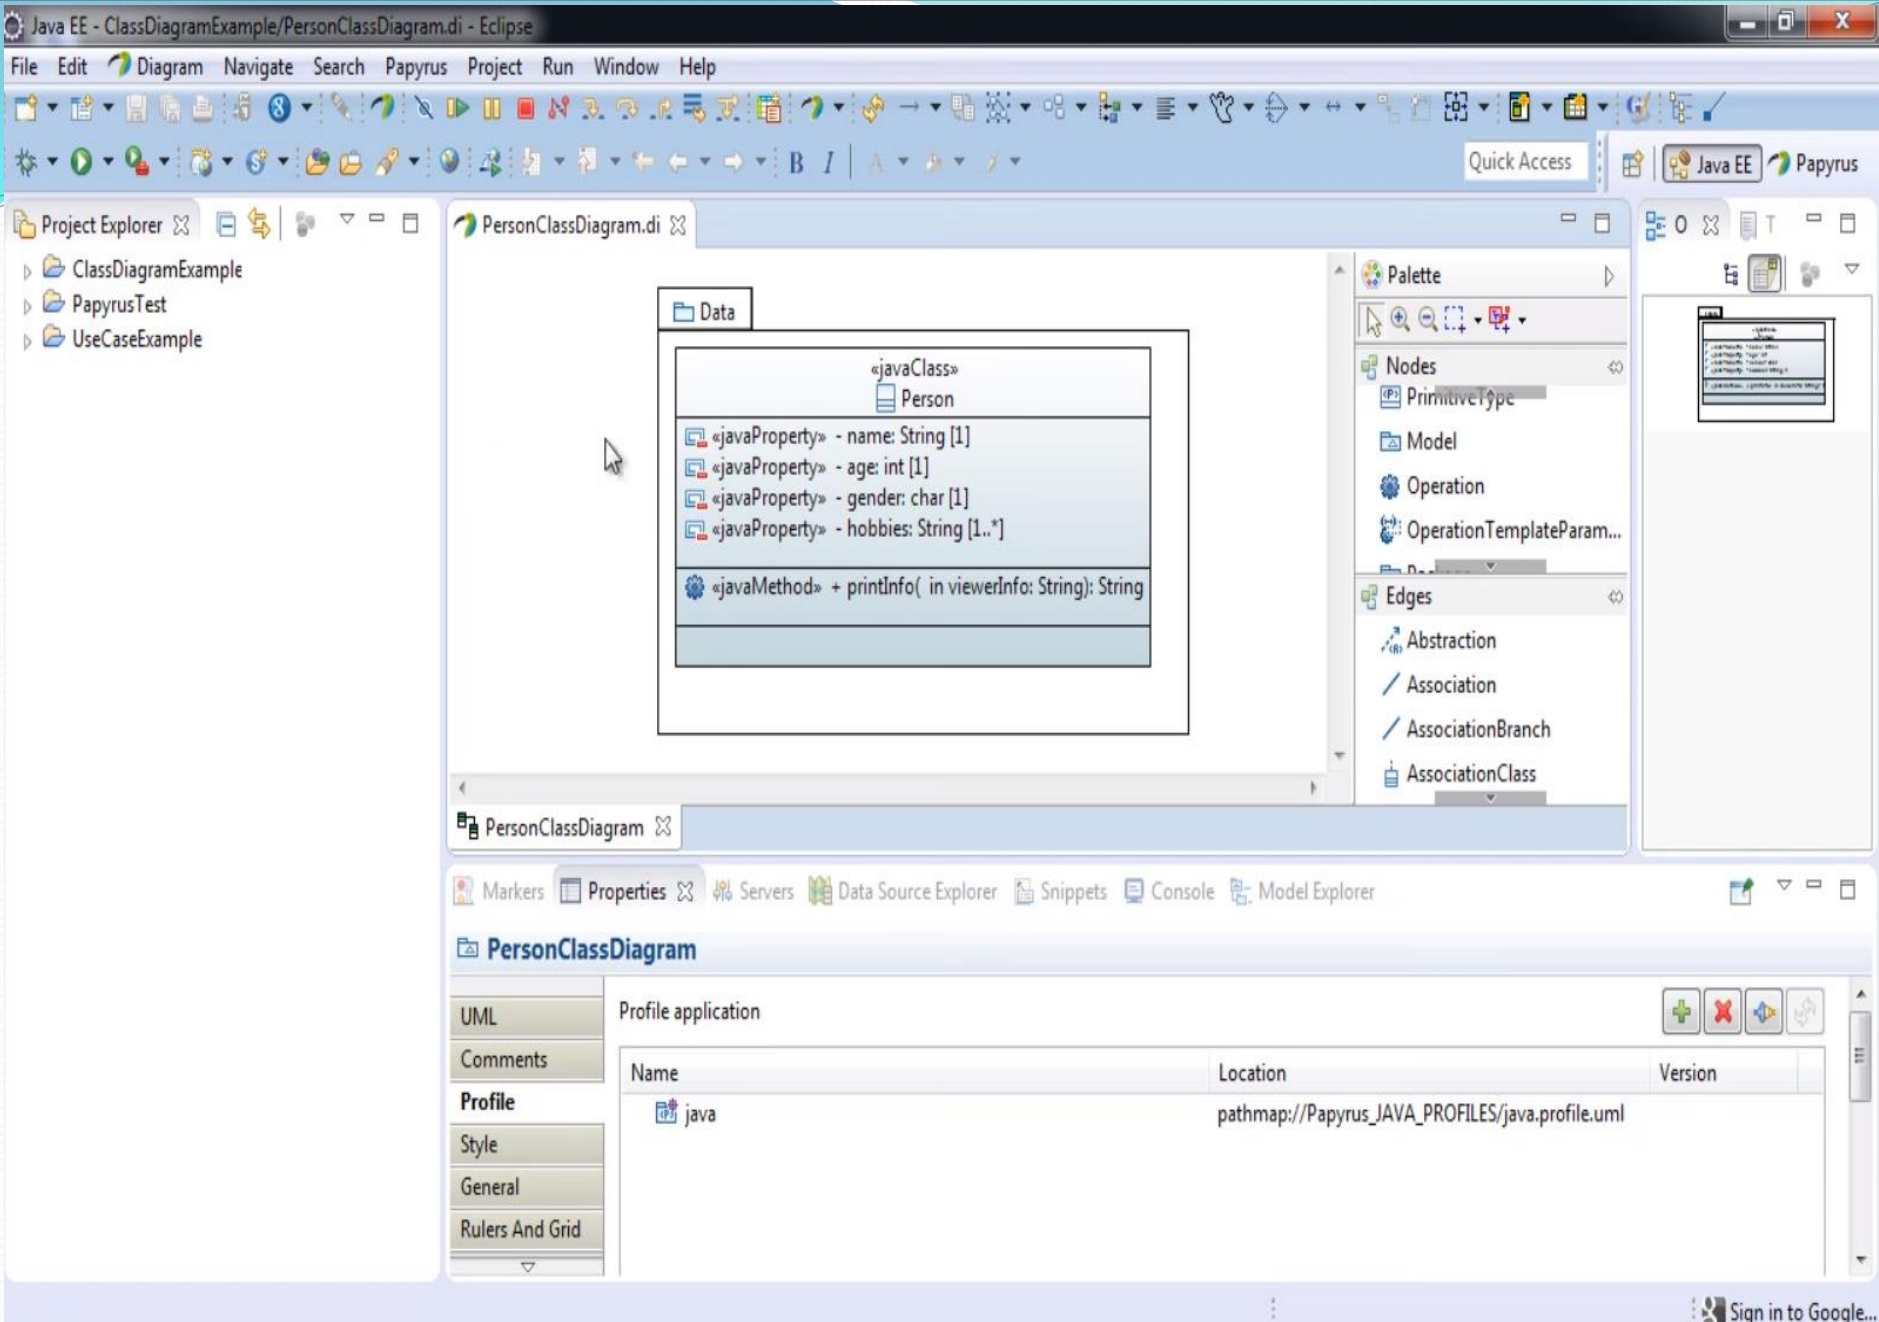 Java EE - ClassDiagramExample/PersonClassDiagram.di - Eclipse
File Edit Diagram Navigate Search Papyrus Project Run Window Help
B I
Quick Access Java EE Papyrus
Project Explorer
ClassDiagramExample
PapyrusTest
UseCaseExample
PersonClassDiagram.di
Data
«javaClass»
Person
«javaProperty» - name: String [1]
«javaProperty» - age: int [1]
«javaProperty» - gender: char [1]
«javaProperty» - hobbies: String [1..*]
«javaMethod» + printInfo( in viewerInfo: String): String
Palette
Nodes
PrimitiveType
Model
Operation
OperationTemplateParam...
Edges
Abstraction
Association
AssociationBranch
AssociationClass
O T
PersonClassDiagram
Markers Properties Servers Data Source Explorer Snippets Console Model Explorer
PersonClassDiagram
UML
Comments
Profile
Style
General
Rulers And Grid
Profile application
Name Location Version
java pathmap://Papyrus_JAVA_PROFILES/java.profile.uml
Sign in to Google...